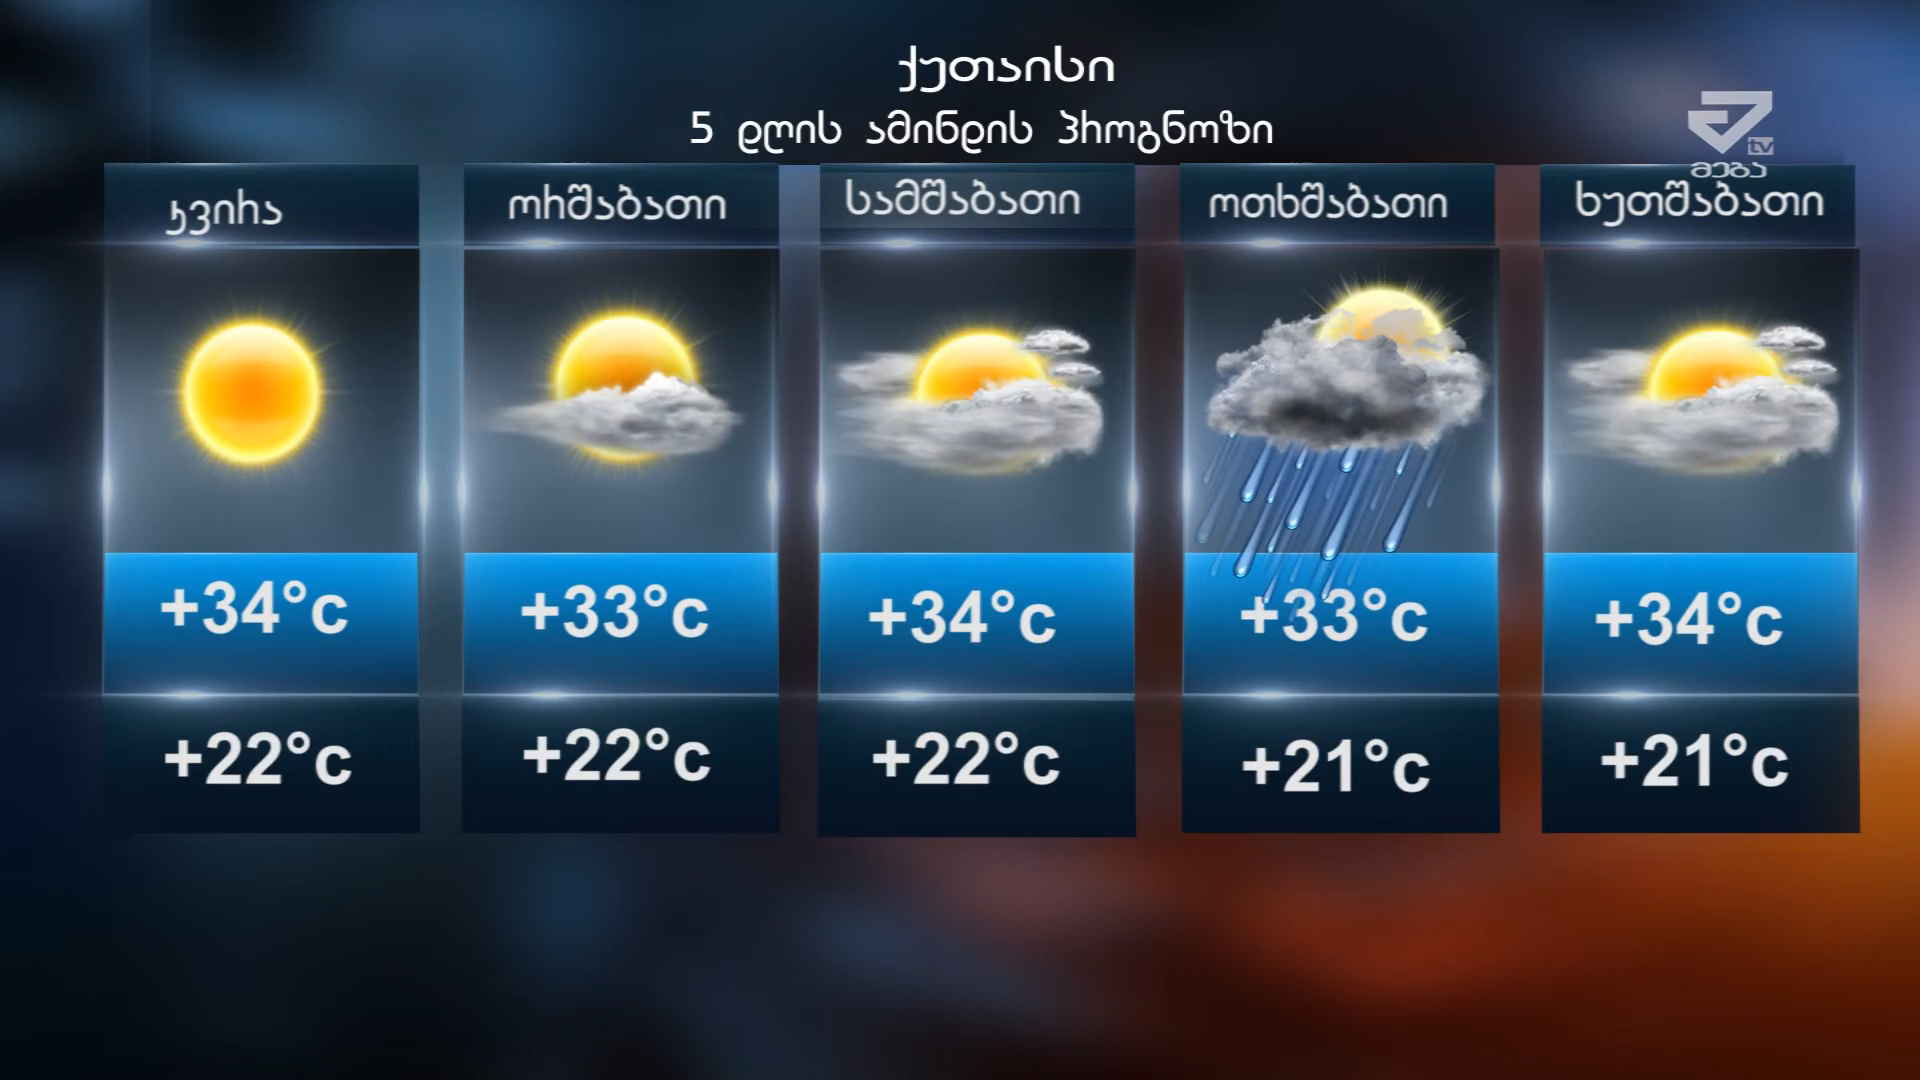 ქუთაისი
5 დღის ამინდის პროგნოზი
tv
მეგა
კვირა
ორშაბათი
სამშაბათი
ოთხშაბათი
ხუთშაბათი
+34°c
+33°c
+34°c
+33°c
+34°c
+22°c
+22°c
+22°c
+21°c
+21°c